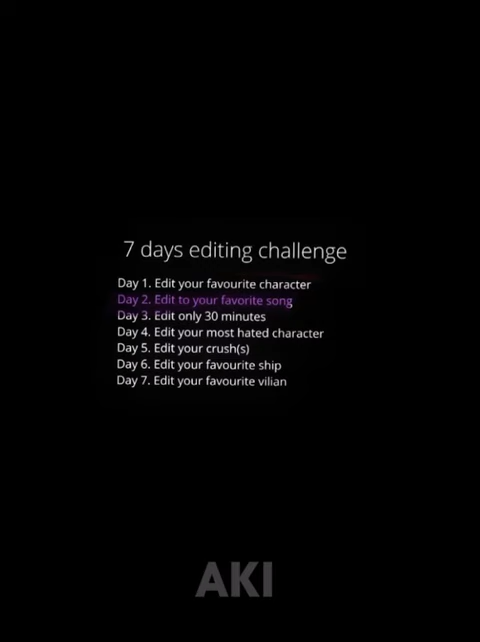 7 days editing challenge
Day 1. Edit your favourite character
Day 2. Edit to your favorite song
Day 3. Edit only 30 minutes
Day 4. Edit your most hated character
Day 5. Edit your crush(s)
Day 6. Edit your favourite ship
Day 7. Edit your favourite vilian
AKI